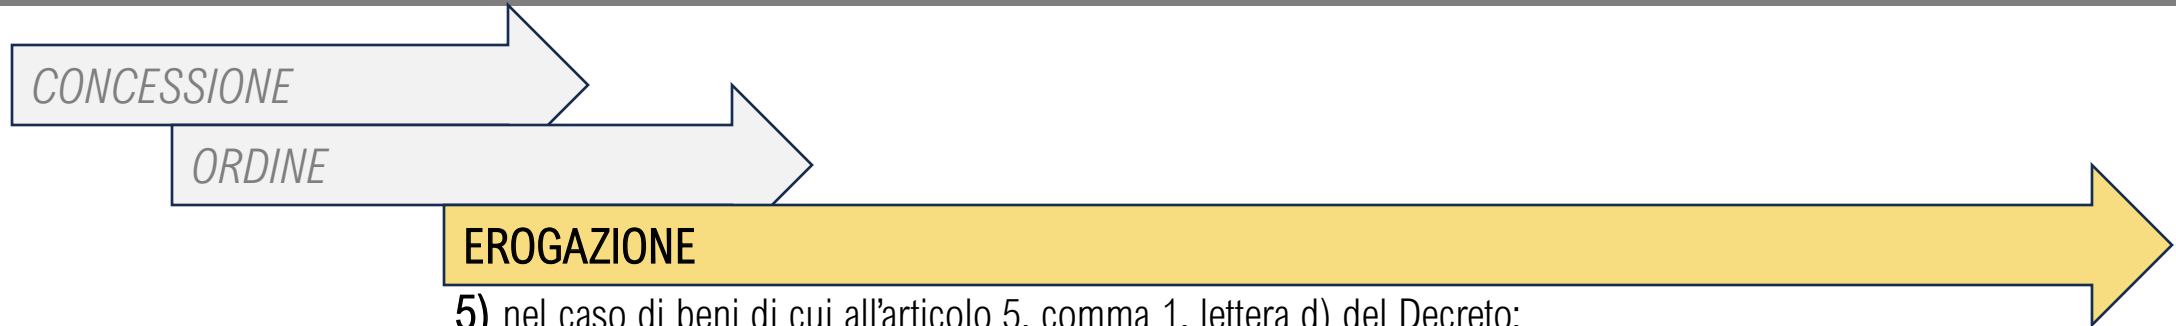 CONCESSIONE
ORDINE
EROGAZIONE
5) nel caso di beni di cui all'articolo 5, comma 1, lettera d) del Decreto: